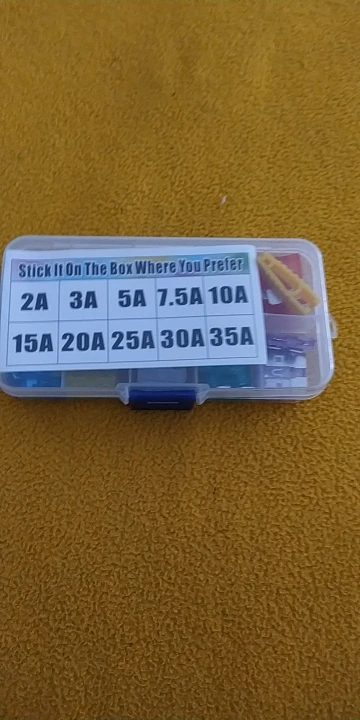 Stick It On The Box Where You Prefer
2A 3A 5A 7.5A 10A
15A 20A 25A 30A 35A